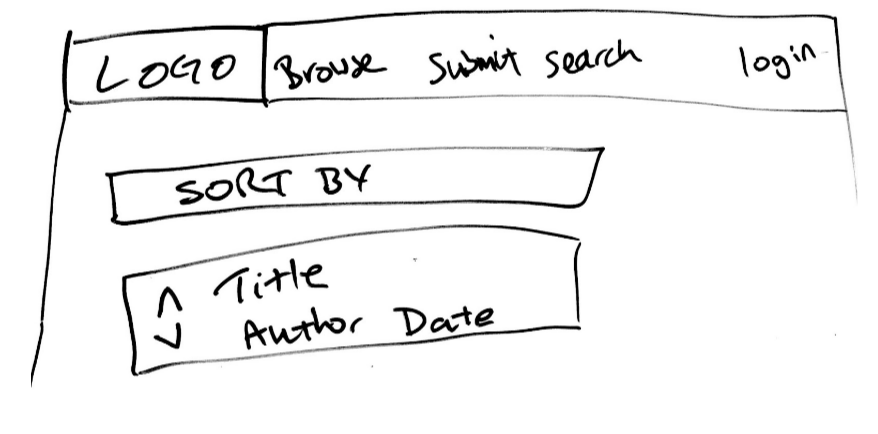 LOGO Browse Submit search login
SORT BY
^ Title
v Author Date